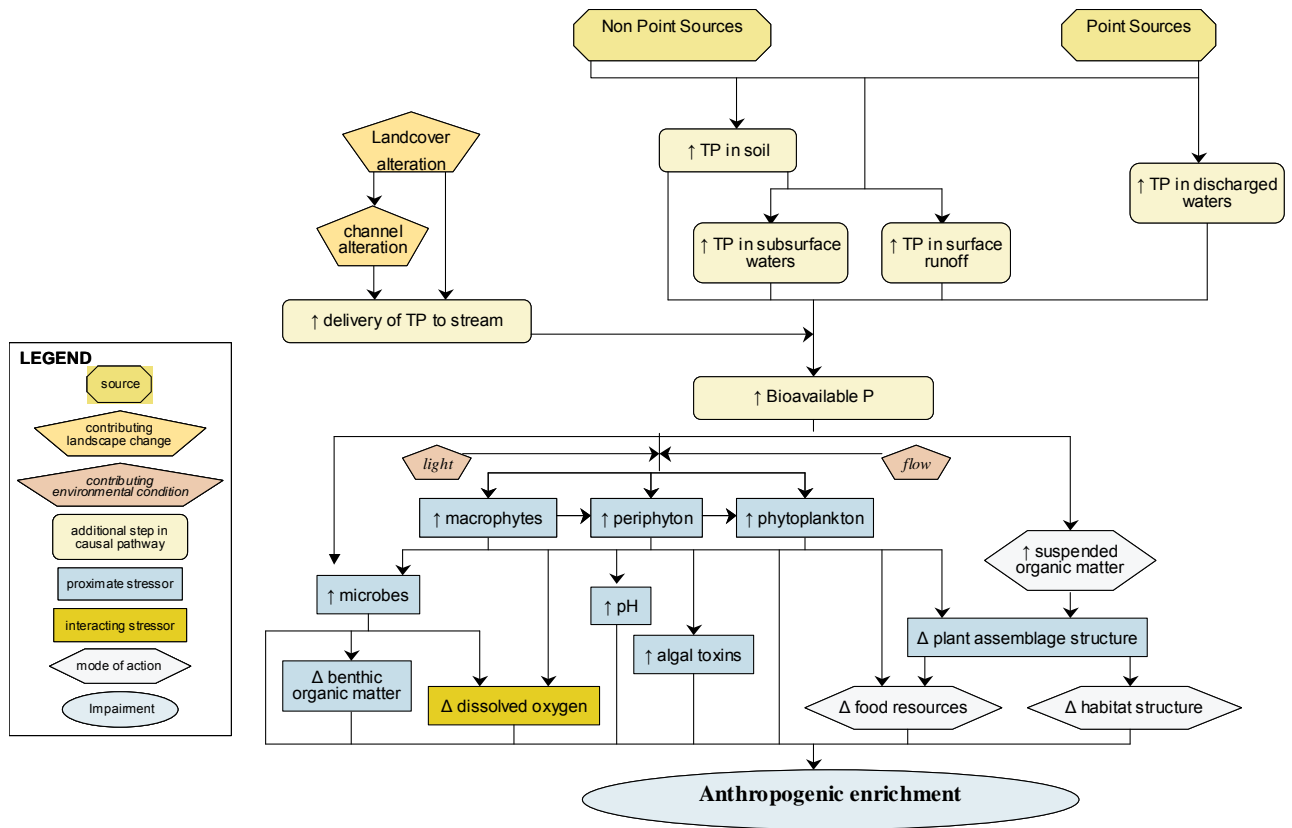 Non Point Sources
Point Sources
Landcover
alteration
↑ TP in soil
↑ TP in discharged
waters
channel
alteration
↑ TP in subsurface
waters
↑ TP in surface
runoff
↑ delivery of TP to stream
LEGEND
source
contributing
landscape change
contributing
environmental condition
additional step in
causal pathway
proximate stressor
interacting stressor
mode of action
Impairment
↑ Bioavailable P
light
flow
↑ macrophytes
↑ periphyton
↑ phytoplankton
↑ suspended
organic matter
↑ microbes
↑ pH
↑ algal toxins
Δ plant assemblage structure
Δ benthic
organic matter
Δ dissolved oxygen
Δ food resources
Δ habitat structure
Anthropogenic enrichment